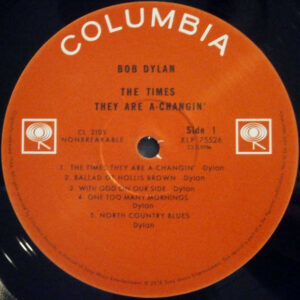 COLUMBIA
BOB DYLAN
THE TIMES
THEY ARE A-CHANGIN'
CL 2105
NONBREAKABLE
Side 1
1. THE TIMES THEY ARE A-CHANGIN' Dylan
2. BALLAD OF HOLLIS BROWN Dylan
3. WITH GOD ON OUR SIDE Dylan
4. ONE TOO MANY MORNINGS
Dylan
5. NORTH COUNTRY BLUES
Dylan